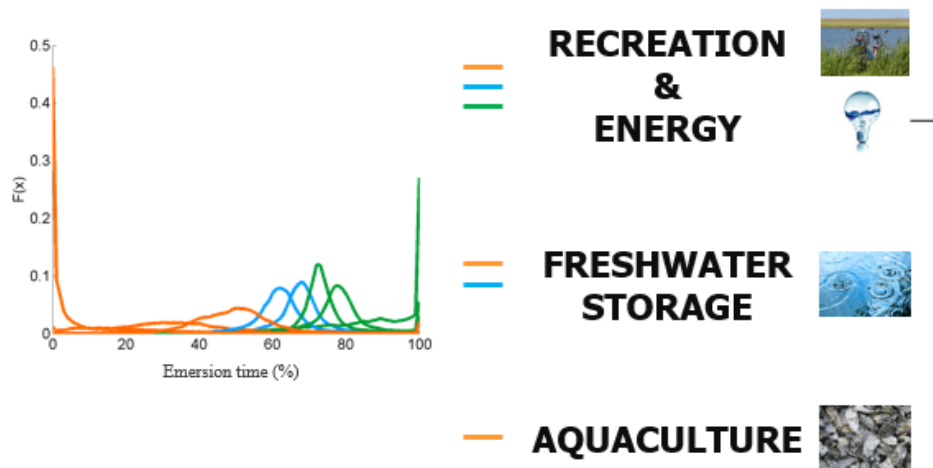 0.5
0.4
0.3
0.2
0.1
0
F(x)
0 20 40 60 80 100
Emersion time (%)
RECREATION
&
ENERGY
FRESHWATER
STORAGE
AQUACULTURE